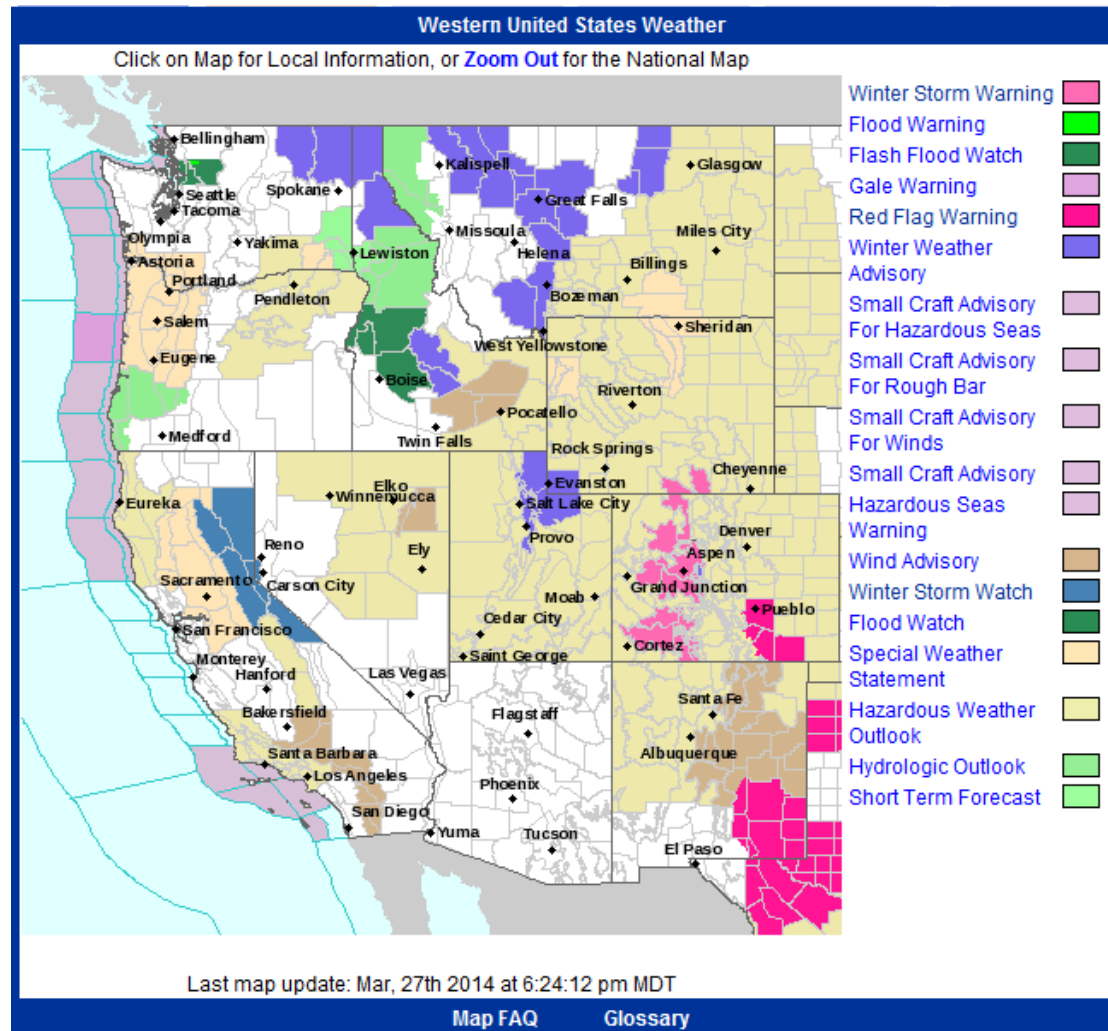 Western United States Weather
Click on Map for Local Information, or Zoom Out for the National Map
Bellingham
Seattle
Tacoma
Olympia
Yakima
Spokane
Kalispell
Glasgow
Great Falls
Missoula
Helena
Miles City
Lewiston
Astoria
Portland
Pendleton
Billings
Bozeman
Salem
Eugene
West Yellowstone
Sheridan
Boise
Riverton
Pocatello
Medford
Twin Falls
Rock Springs
Cheyenne
Eureka
Elko
Winnemucca
Evanston
Salt Lake City
Provo
Denver
Reno
Ely
Aspen
Carson City
Sacramento
Grand Junction
Moab
Pueblo
San Francisco
Cedar City
Cortez
Monterey
Saint George
Hanford
Las Vegas
Bakersfield
Flagstaff
Santa Fe
Albuquerque
Santa Barbara
Los Angeles
Phoenix
San Diego
Yuma
Tucson
El Paso
Winter Storm Warning
Flood Warning
Flash Flood Watch
Gale Warning
Red Flag Warning
Winter Weather
Advisory
Small Craft Advisory
For Hazardous Seas
Small Craft Advisory
For Rough Bar
Small Craft Advisory
For Winds
Small Craft Advisory
Hazardous Seas
Warning
Wind Advisory
Winter Storm Watch
Flood Watch
Special Weather
Statement
Hazardous Weather
Outlook
Hydrologic Outlook
Short Term Forecast
Last map update: Mar, 27th 2014 at 6:24:12 pm MDT
Map FAQ Glossary